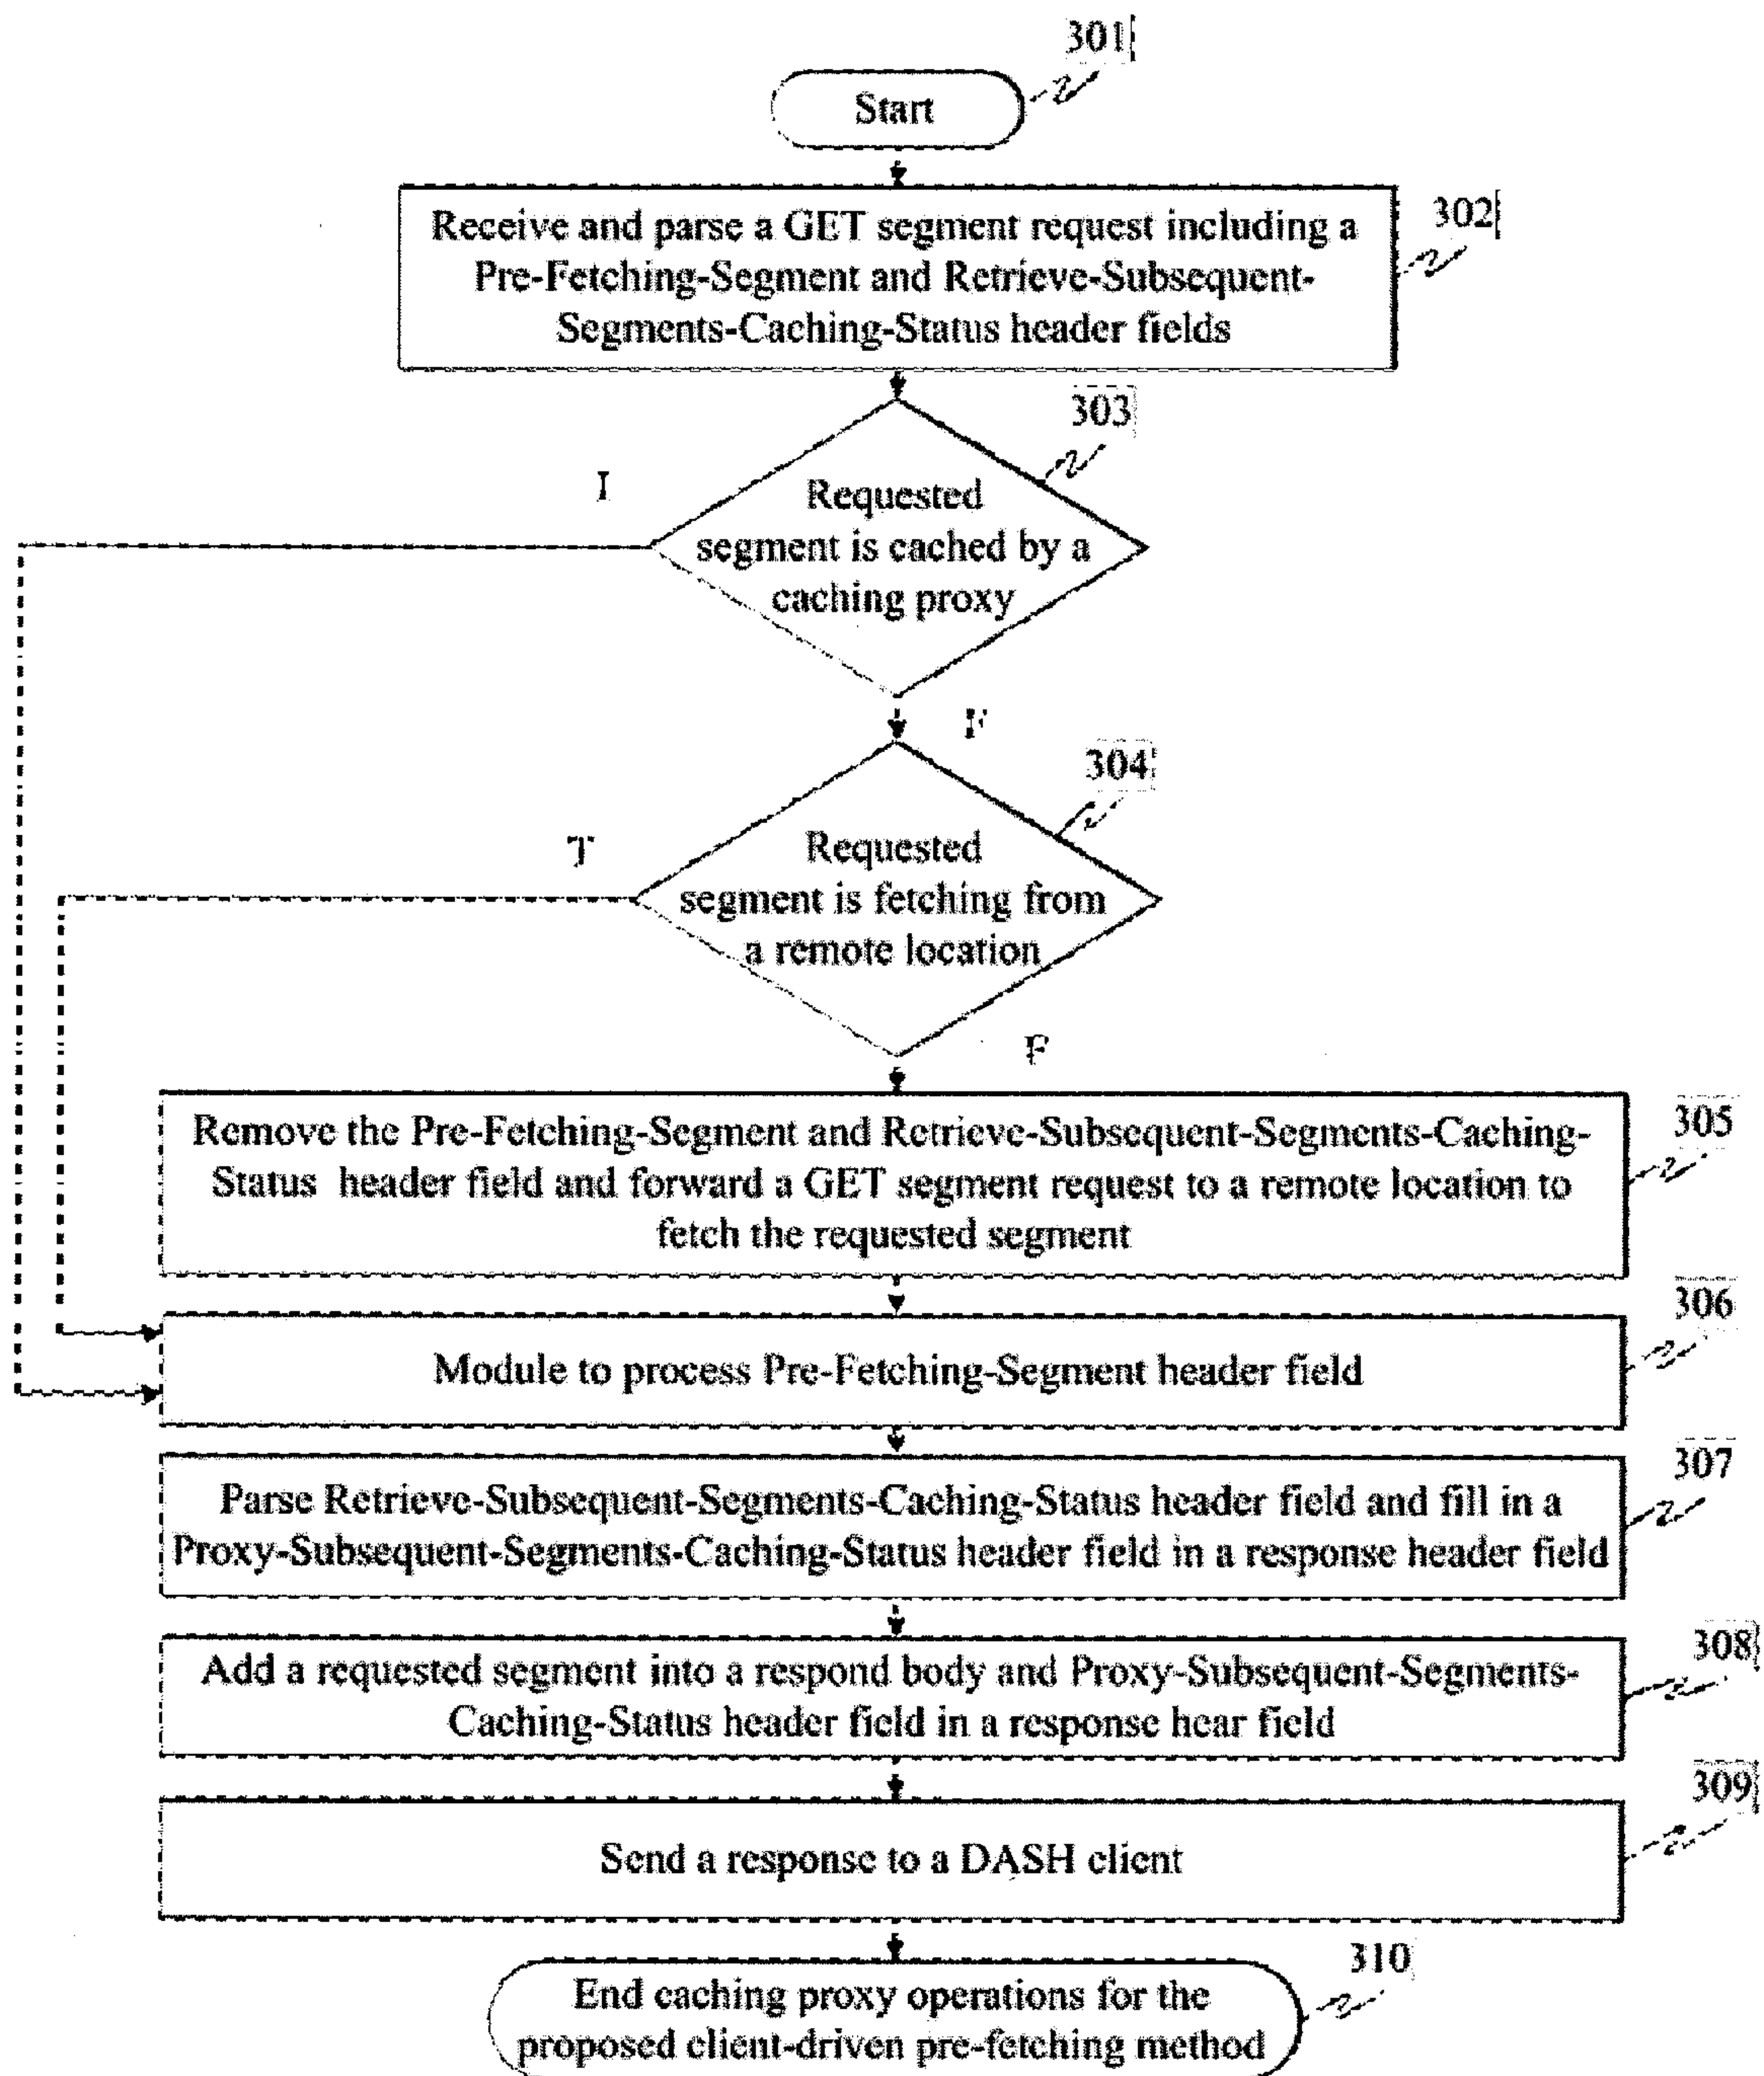 301
Start
302
Receive and parse a GET segment request including a
Pre-Fetching-Segment and Retrieve-Subsequent-
Segments-Caching-Status header fields
303
I
Requested
segment is cached by a
caching proxy
F
304
T
Requested
segment is fetching from
a remote location
F
305
Remove the Pre-Fetching-Segment and Retrieve-Subsequent-Segments-Caching-
Status header field and forward a GET segment request to a remote location to
fetch the requested segment
306
Module to process Pre-Fetching-Segment header field
307
Parse Retrieve-Subsequent-Segments-Caching-Status header field and fill in a
Proxy-Subsequent-Segments-Caching-Status header field in a response header field
308
Add a requested segment into a respond body and Proxy-Subsequent-Segments-
Caching-Status header field in a response hear field
309
Send a response to a DASH client
310
End caching proxy operations for the
proposed client-driven pre-fetching method